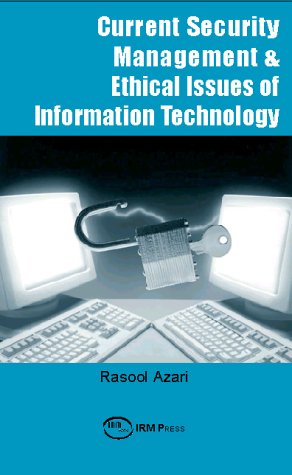 Current Security
Management &
Ethical Issues of
Information Technology
Rasool Azari
IRM PRESS